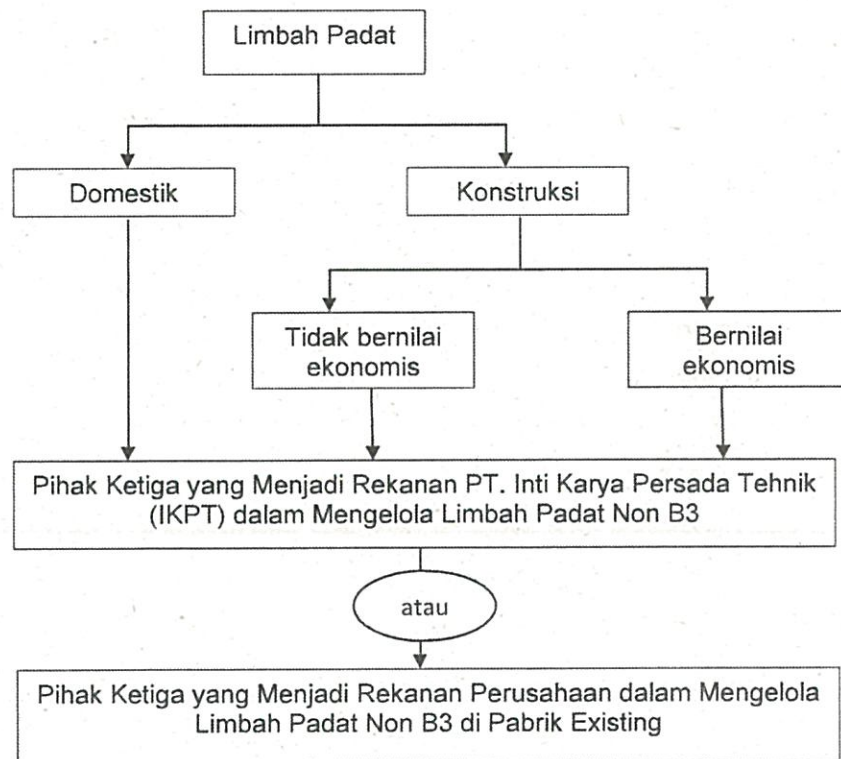 Limbah Padat
Domestik
Konstruksi
Tidak bernilai
ekonomis
Bernilai
ekonomis
Pihak Ketiga yang Menjadi Rekanan PT. Inti Karya Persada Tehnik
(IKPT) dalam Mengelola Limbah Padat Non B3
atau
Pihak Ketiga yang Menjadi Rekanan Perusahaan dalam Mengelola
Limbah Padat Non B3 di Pabrik Existing